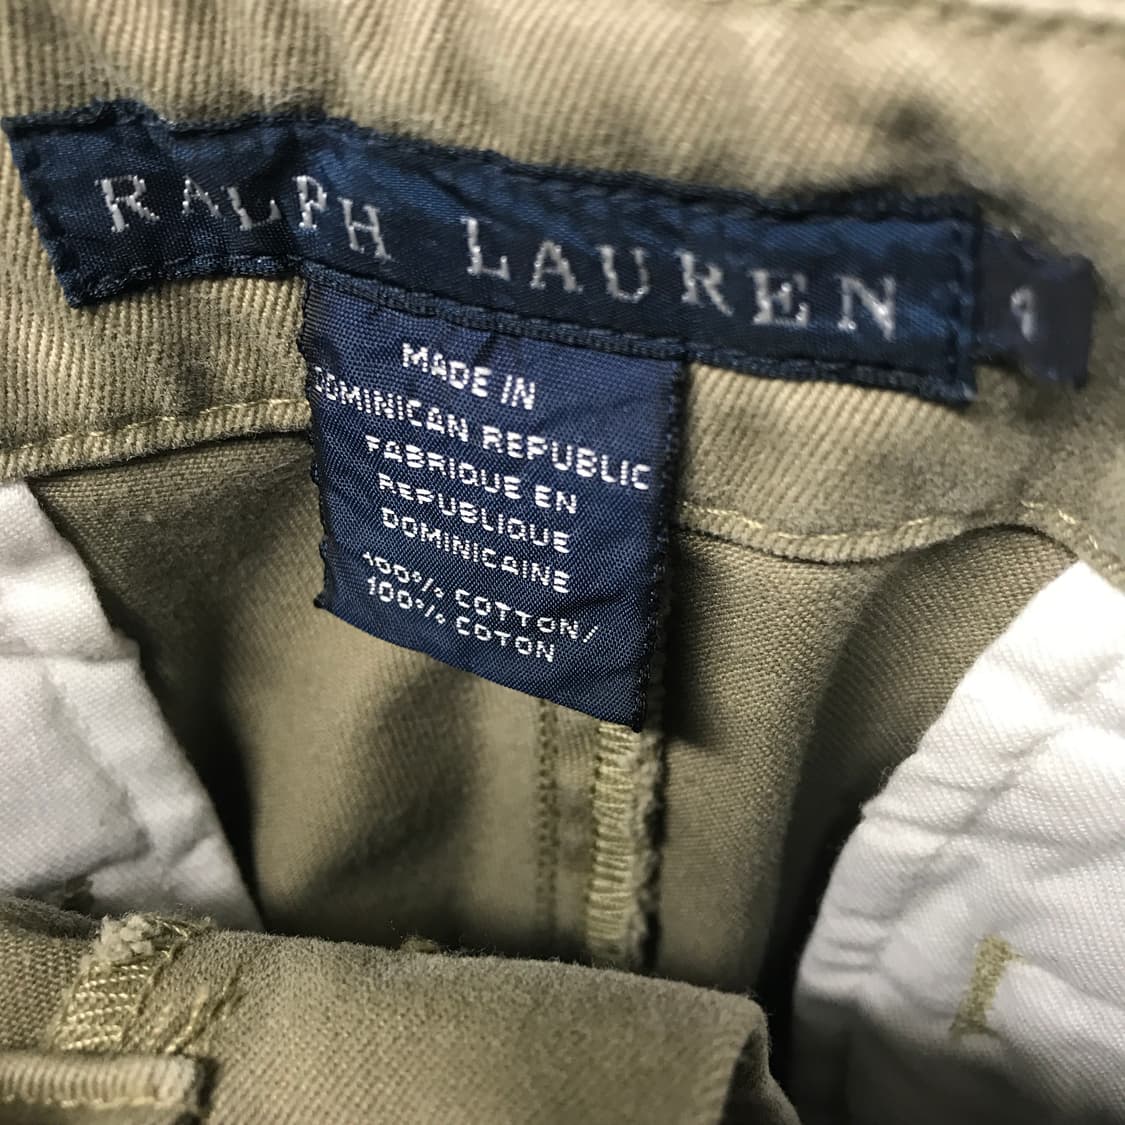 RALPH LAUREN
MADE IN
DOMINICAN REPUBLIC
FABRIQUE EN
REPUBLIQUE
DOMINICAINE
100% COTTON/
100% COTON